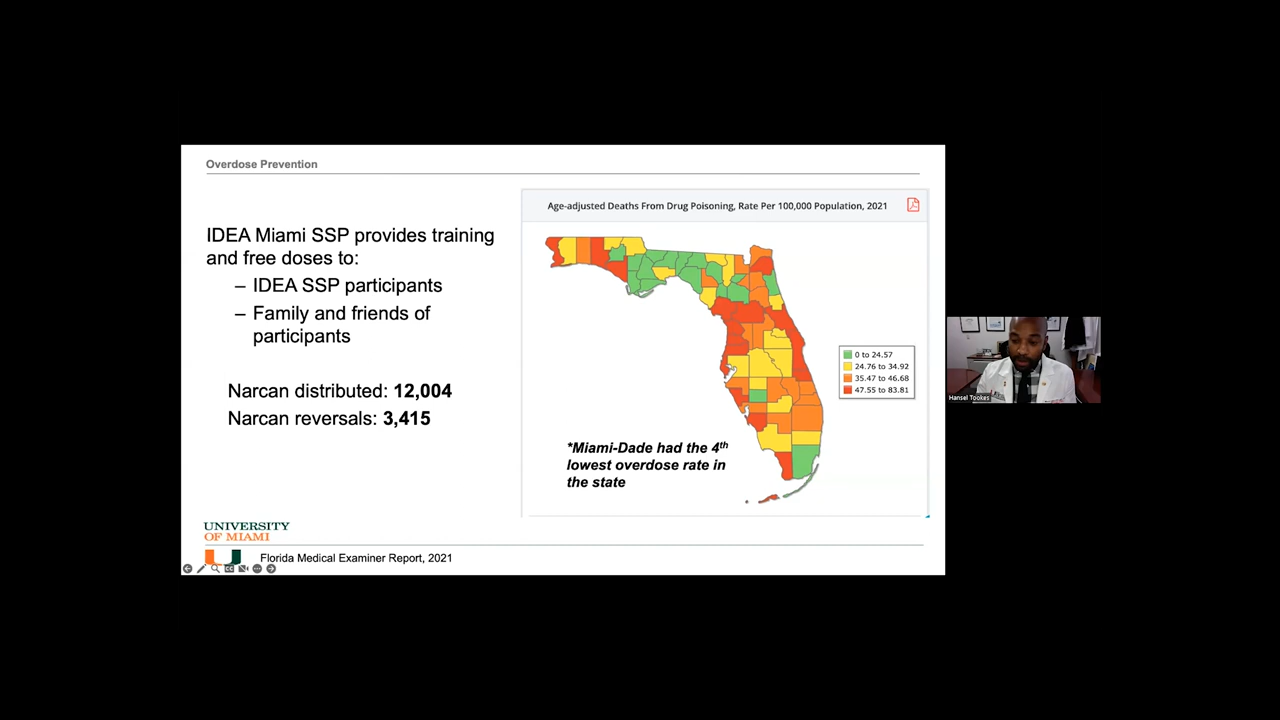 Overdose Prevention
IDEA Miami SSP provides training
and free doses to:
– IDEA SSP participants
– Family and friends of
participants
Narcan distributed: 12,004
Narcan reversals: 3,415
Age-adjusted Deaths From Drug Poisoning, Rate Per 100,000 Population, 2021
0 to 24.57
24.76 to 34.92
35.47 to 46.68
47.55 to 83.81
*Miami-Dade had the 4th
lowest overdose rate in
the state
UNIVERSITY
OF MIAMI
Florida Medical Examiner Report, 2021
Hansel Tookes